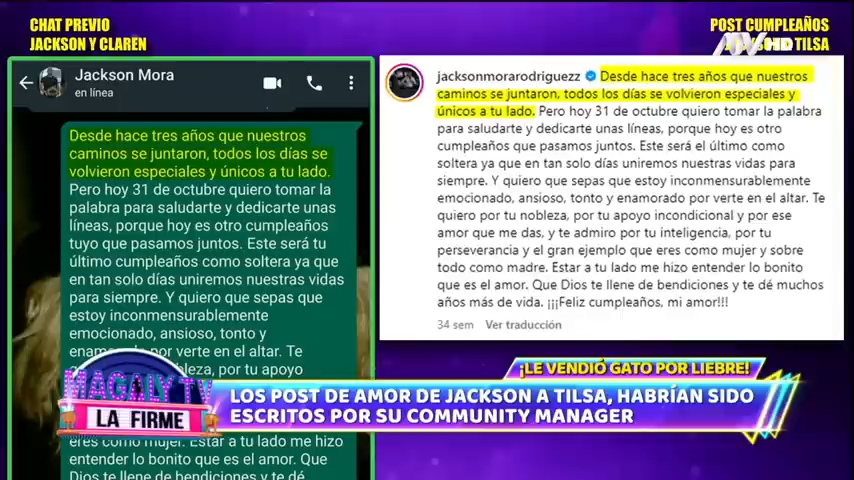 CHAT PREVIO
JACKSON Y CLAREN
POST CUMPLEAÑOS
TILSA
Jackson Mora
en línea
Desde hace tres años que nuestros
caminos se juntaron, todos los días se
volvieron especiales y únicos a tu lado.
Pero hoy 31 de octubre quiero tomar la
palabra para saludarte y dedicarte unas
líneas, porque hoy es otro cumpleaños
tuyo que pasamos juntos. Este será tu
último cumpleaños como soltera ya que
en tan solo días uniremos nuestras vidas
para siempre. Y quiero que sepas que
estoy inconmensurablemente
emocionado, ansioso, tonto y
por verte en el altar. Te
por tu apoyo
eres como mujer. Estar a tu lado me hizo
entender lo bonito que es el amor. Que
Dios te llene de bendiciones y te dé
jacksonmorarodriguezz Desde hace tres años que nuestros
caminos se juntaron, todos los días se volvieron especiales y
únicos a tu lado. Pero hoy 31 de octubre quiero tomar la palabra
para saludarte y dedicarte unas líneas, porque hoy es otro
cumpleaños que pasamos juntos. Este será el último como
soltera ya que en tan solo días uniremos nuestras vidas para
siempre. Y quiero que sepas que estoy inconmensurablemente
emocionado, ansioso, tonto y enamorado por verte en el altar. Te
quiero por tu nobleza, por tu apoyo incondicional y por ese
amor que me das, y te admiro por tu inteligencia, por tu
perseverancia y el gran ejemplo que eres como mujer y sobre
todo como madre. Estar a tu lado me hizo entender lo bonito
que es el amor. Que Dios te llene de bendiciones y te dé muchos
años más de vida. ¡¡¡Feliz cumpleaños, mi amor!!!
34 sem Ver traducción
¡LE VENDIÓ GATO POR LIEBRE!
MAGALY TV
LA FIRME
LOS POST DE AMOR DE JACKSON A TILSA, HABRÍAN SIDO
ESCRITOS POR SU COMMUNITY MANAGER